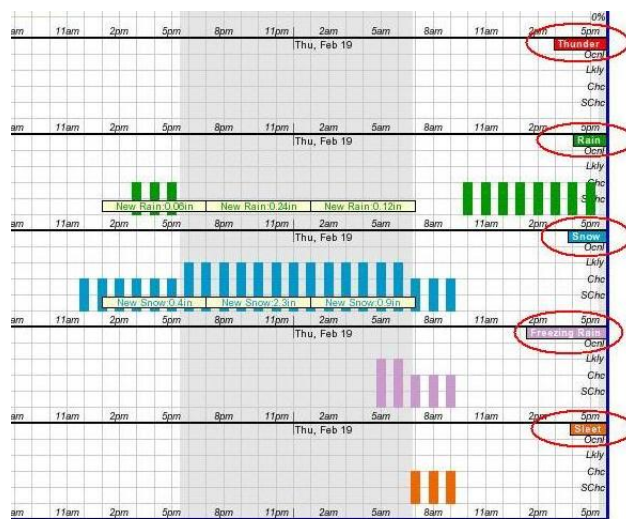 0%
am 11am 2pm 5pm 8pm 11pm 2am 5am 8am 11am 2pm 5pm
Thu, Feb 19 Thunder
Ocnl
Lkly
Chc
SChc
am 11am 2pm 5pm 8pm 11pm 2am 5am 8am 11am 2pm 5pm
Thu, Feb 19 Rain
Ocnl
Lkly
Chc
SChc
New Rain:0.06in New Rain:0.24in New Rain:0.12in
am 11am 2pm 5pm 8pm 11pm 2am 5am 8am 11am 2pm 5pm
Thu, Feb 19 Snow
Ocnl
Lkly
Chc
SChc
New Snow:0.4in New Snow:2.3in New Snow:0.9in
am 11am 2pm 5pm 8pm 11pm 2am 5am 8am 11am 2pm 5pm
Thu, Feb 19 Freezing Rain
Ocnl
Lkly
Chc
SChc
am 11am 2pm 5pm 8pm 11pm 2am 5am 8am 11am 2pm 5pm
Thu, Feb 19 Sleet
Ocnl
Lkly
Chc
SChc
am 11am 2pm 5pm 8pm 11pm 2am 5am 8am 11am 2pm 5pm